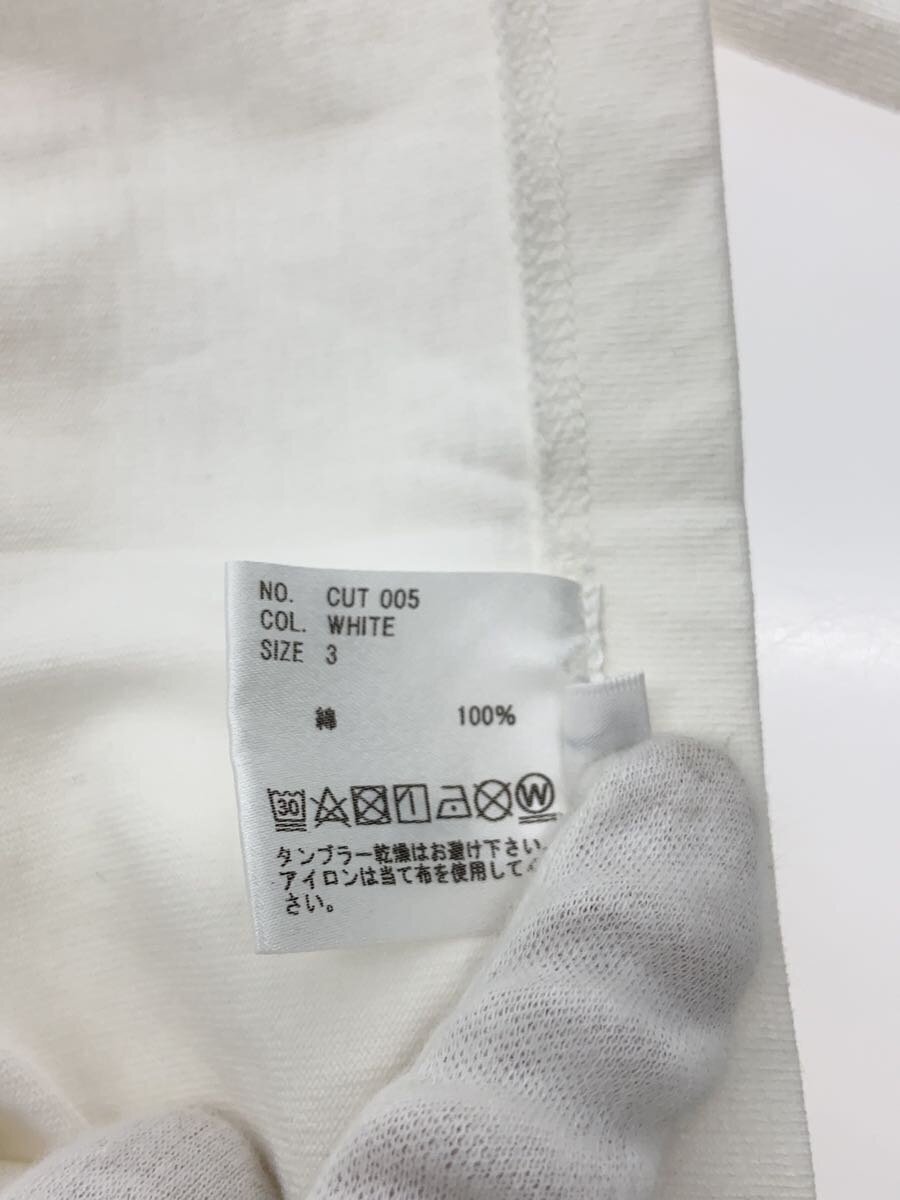 NO. CUT 005
COL. WHITE
SIZE 3
綿 100%
30 W
タンブラー乾燥はお避け下さい。
アイロンは当て布を使用してく
さい。